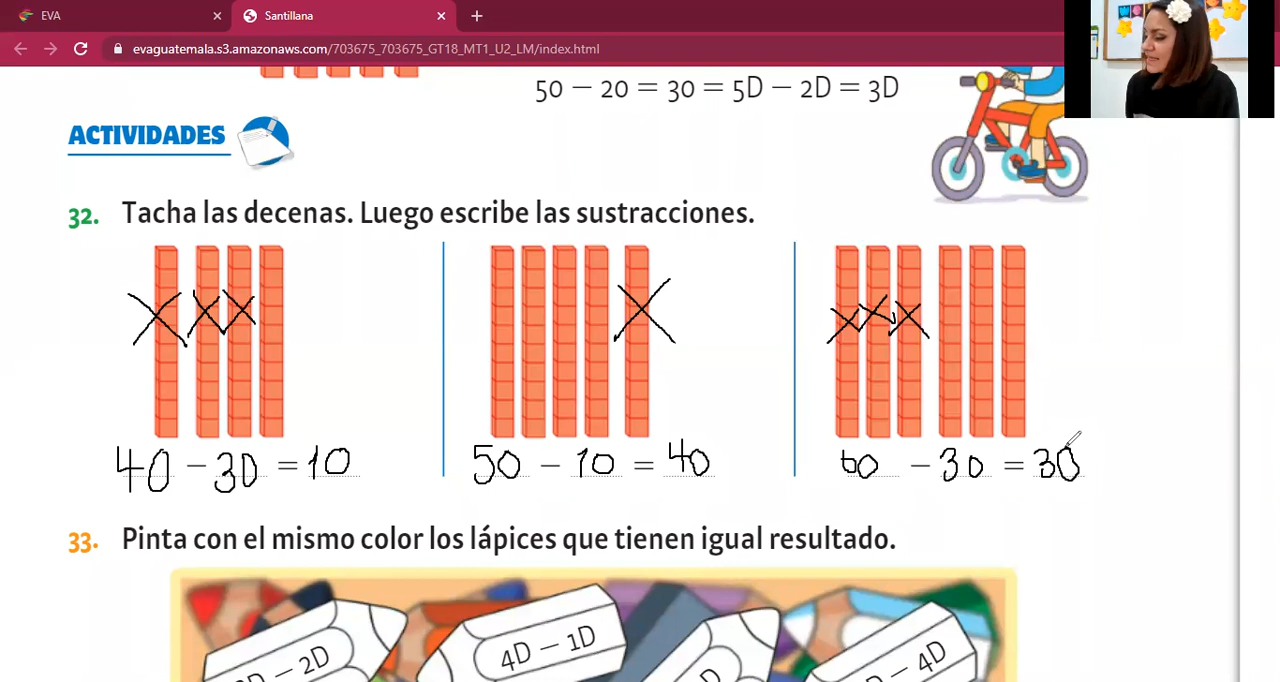 EVA
Santillana
evaguatemala.s3.amazonaws.com/703675_703675_GT18_MT1_U2_LM/index.html
50 − 20 = 30 = 5D − 2D = 3D
ACTIVIDADES
32. Tacha las decenas. Luego escribe las sustracciones.
40 − 30 = 10
50 − 10 = 40
60 − 30 = 30
33. Pinta con el mismo color los lápices que tienen igual resultado.
− 2D
4D − 1D
D
− 4D